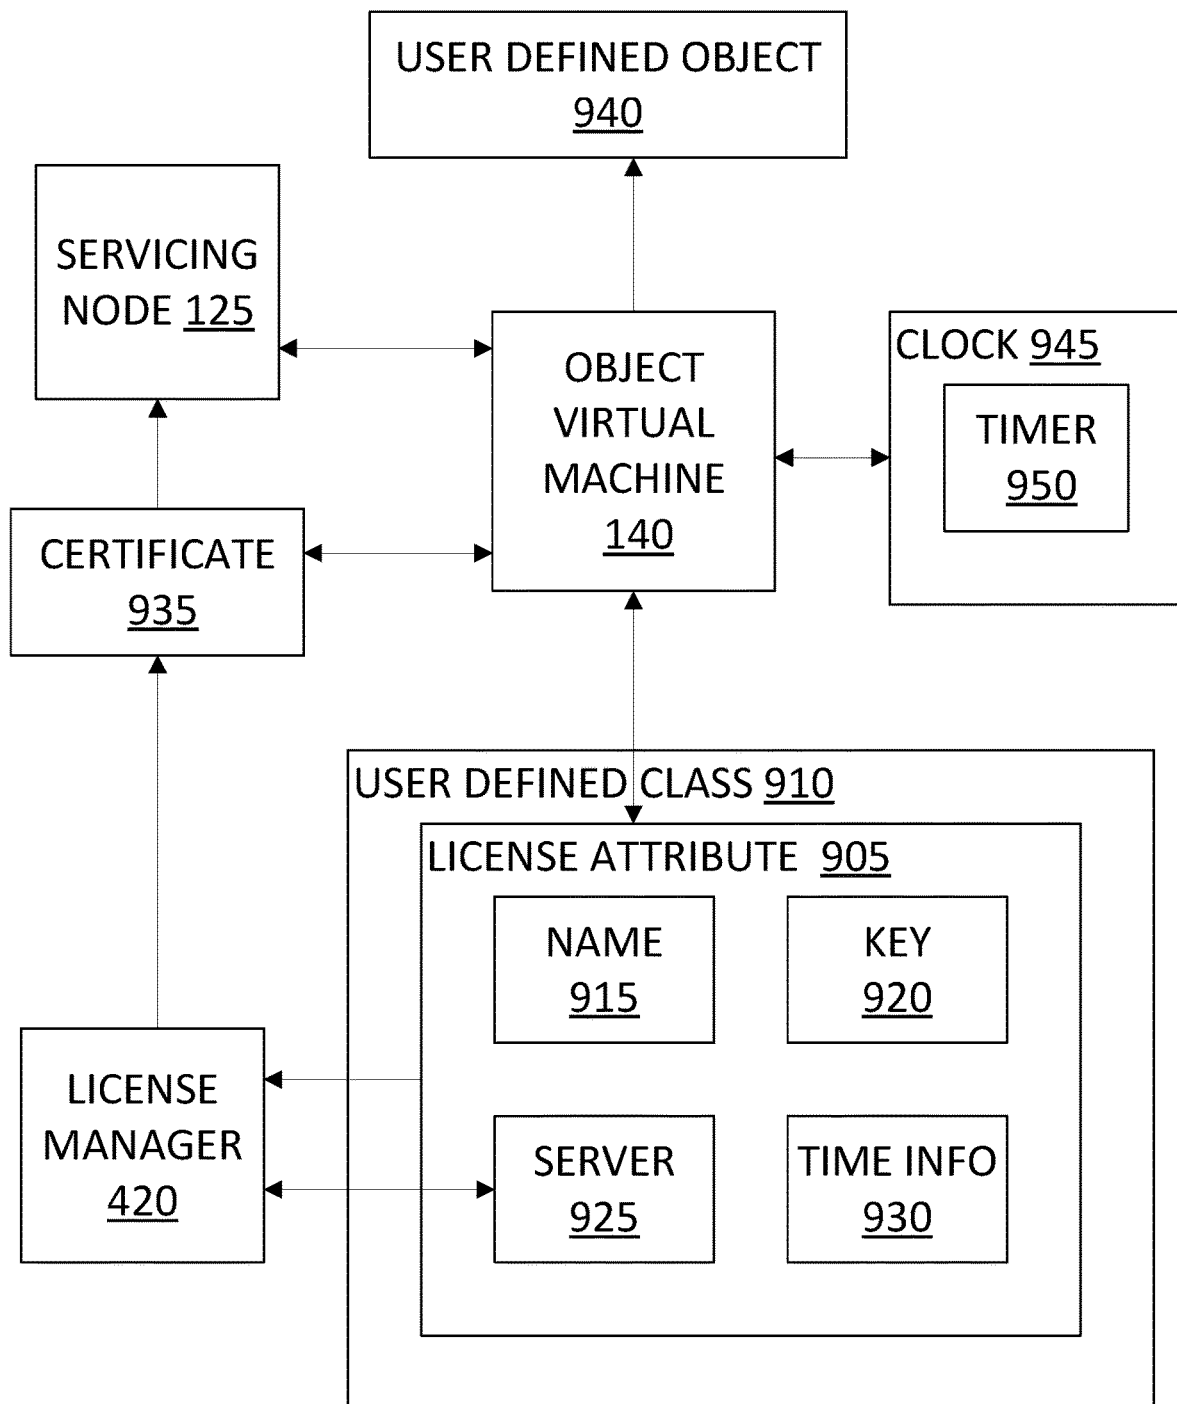 USER DEFINED OBJECT
940
SERVICING
NODE 125
OBJECT
VIRTUAL
MACHINE
140
CLOCK 945
TIMER
950
CERTIFICATE
935
USER DEFINED CLASS 910
LICENSE ATTRIBUTE 905
NAME
915
KEY
920
LICENSE
MANAGER
420
SERVER
925
TIME INFO
930